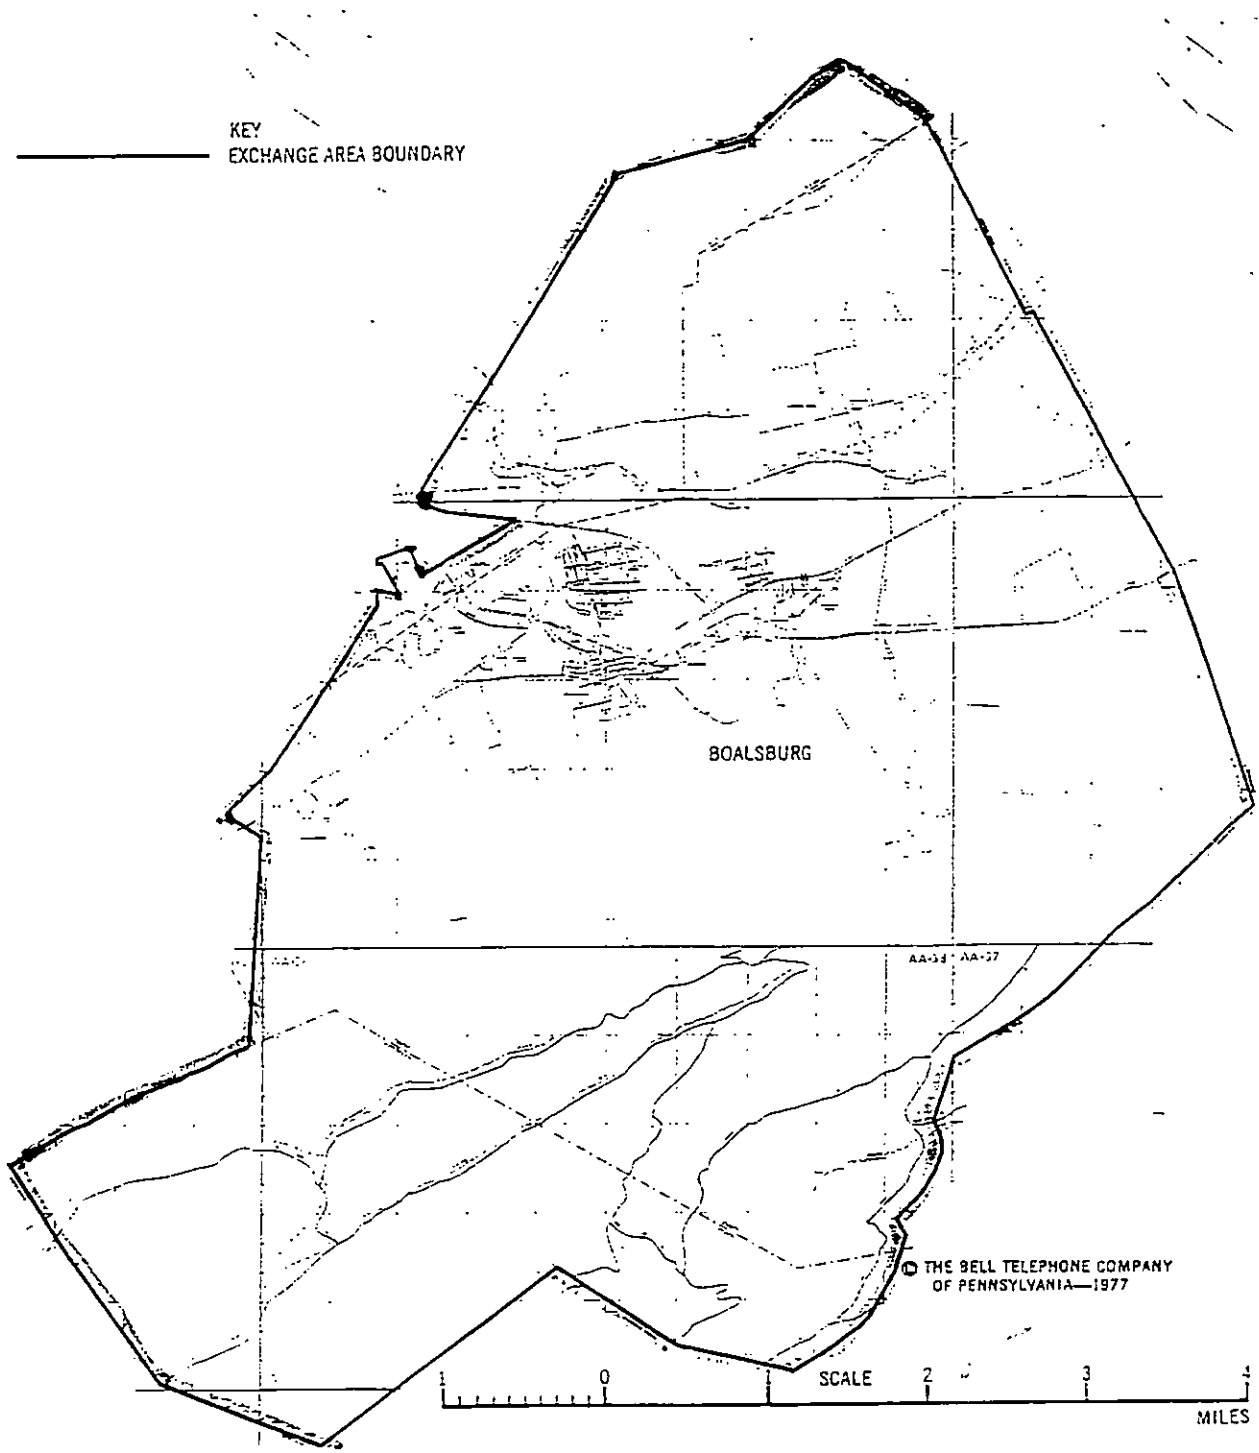 KEY
EXCHANGE AREA BOUNDARY
BOALSBURG
© THE BELL TELEPHONE COMPANY
OF PENNSYLVANIA—1977
1 0 1 SCALE 2 3 4
MILES